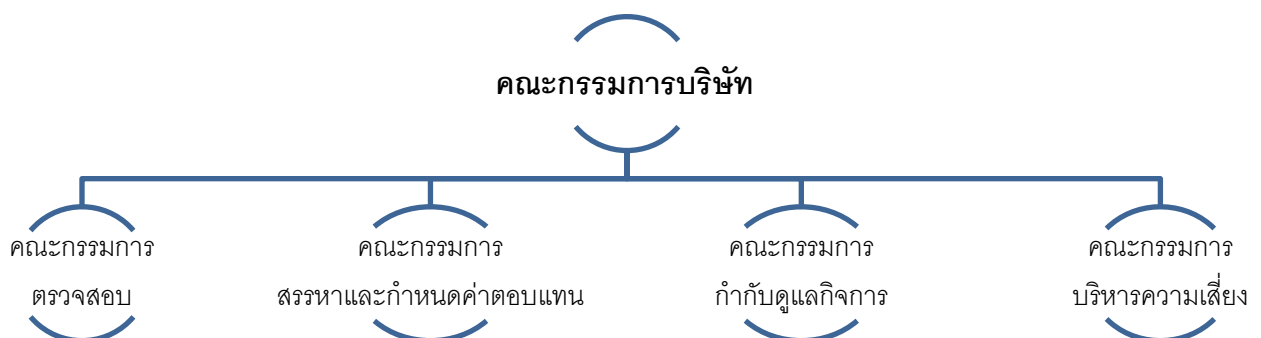 คณะกรรมการบริษัท
คณะกรรมการ
ตรวจสอบ
คณะกรรมการ
สรรหาและกำหนดค่าตอบแทน
คณะกรรมการ
กำกับดูแลกิจการ
คณะกรรมการ
บริหารความเสี่ยง